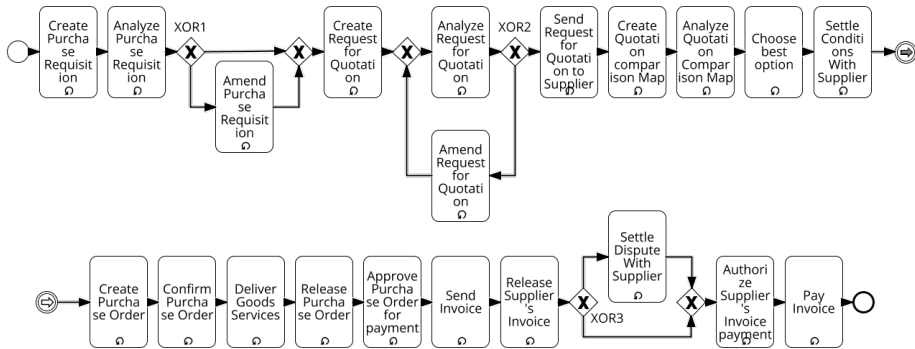 Create
Purcha
se
Requisit
ion
Analyze
Purcha
se
Requisit
ion
XOR1
Amend
Purcha
se
Requisit
ion
Create
Request
for
Quotati
on
Analyze
Request
for
Quotati
on
XOR2
Amend
Request
for
Quotati
on
Send
Request
for
Quotati
on to
Supplier
Create
Quotati
on
compar
ison Map
Analyze
Quotati
on
Compar
ison Map
Choose
best
option
Settle
Conditi
ons
With
Supplier
Create
Purcha
se Order
Confirm
Purcha
se Order
Deliver
Goods
Services
Release
Purcha
se Order
Approve
Purcha
se Order
for
payment
Send
Invoice
Release
Supplier
's
Invoice
XOR3
Settle
Dispute
With
Supplier
Authori
ze
Supplier
's
Invoice
payment
Pay
Invoice